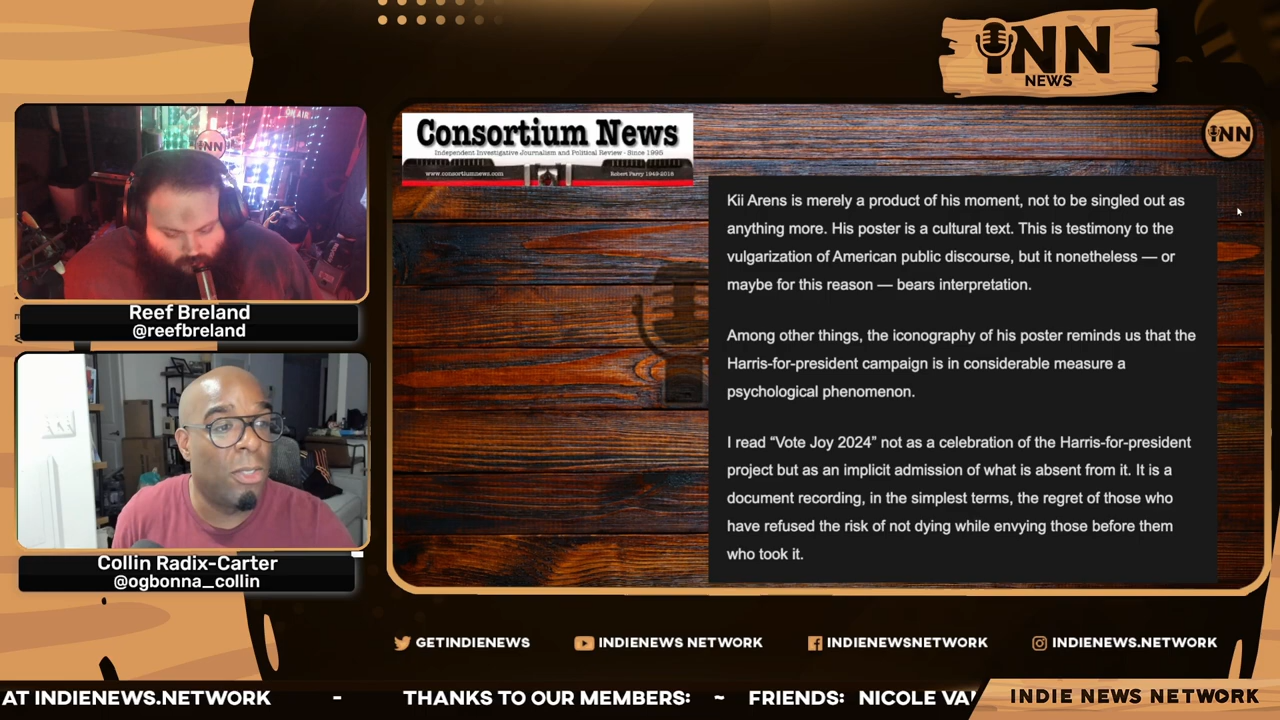 INN
NEWS
Consortium News
Independent Investigative Journalism and Political Review - Since 1995
www.consortiumnews.com
Robert Parry 1949-2018
INN
INN
Kii Arens is merely a product of his moment, not to be singled out as
anything more. His poster is a cultural text. This is testimony to the
vulgarization of American public discourse, but it nonetheless — or
maybe for this reason — bears interpretation.
Among other things, the iconography of his poster reminds us that the
Harris-for-president campaign is in considerable measure a
psychological phenomenon.
I read “Vote Joy 2024” not as a celebration of the Harris-for-president
project but as an implicit admission of what is absent from it. It is a
document recording, in the simplest terms, the regret of those who
have refused the risk of not dying while envying those before them
who took it.
Reef Breland
@reefbreland
Collin Radix-Carter
@ogbonna_collin
GETINDIENEWS
INDIENEWS NETWORK
INDIENEWSNETWORK
INDIENEWS.NETWORK
AT INDIENEWS.NETWORK - THANKS TO OUR MEMBERS: ~ FRIENDS: NICOLE
INDIE NEWS NETWORK